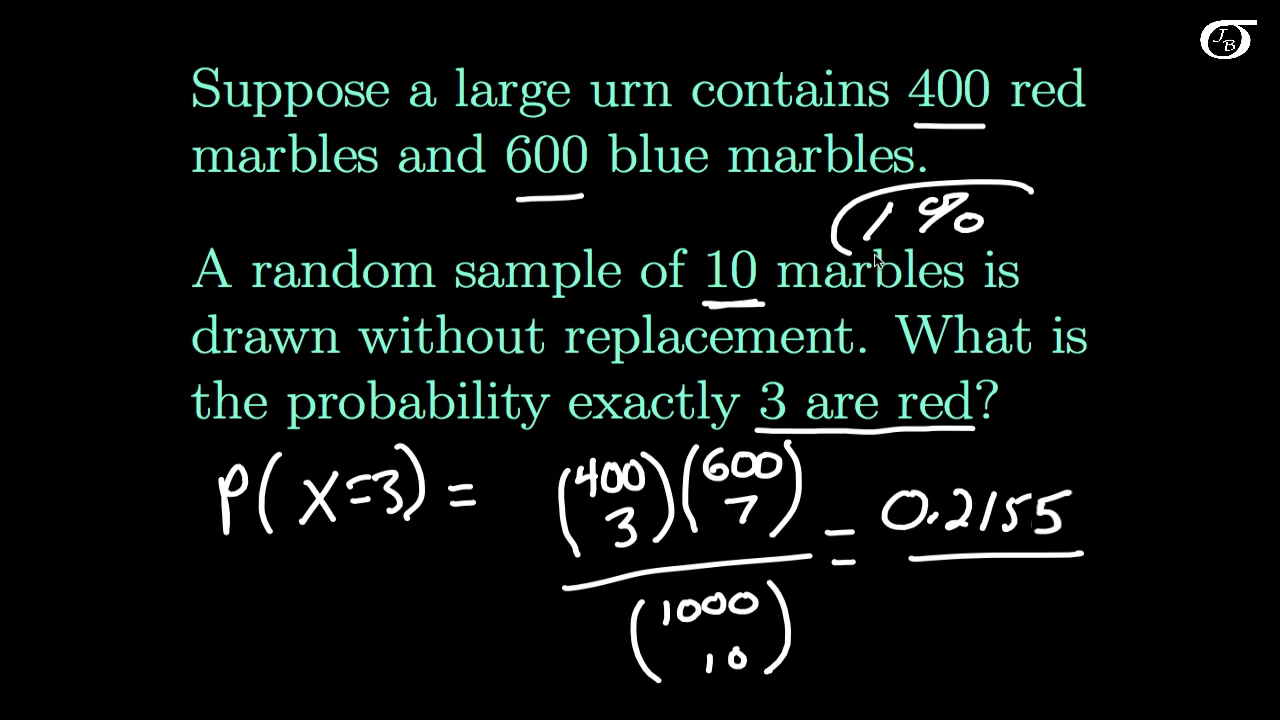 JB
Suppose a large urn contains 400 red
marbles and 600 blue marbles.
1%
A random sample of 10 marbles is
drawn without replacement. What is
the probability exactly 3 are red?
P(X=3) = (400 3)(600 7) / (1000 10) = 0.2155